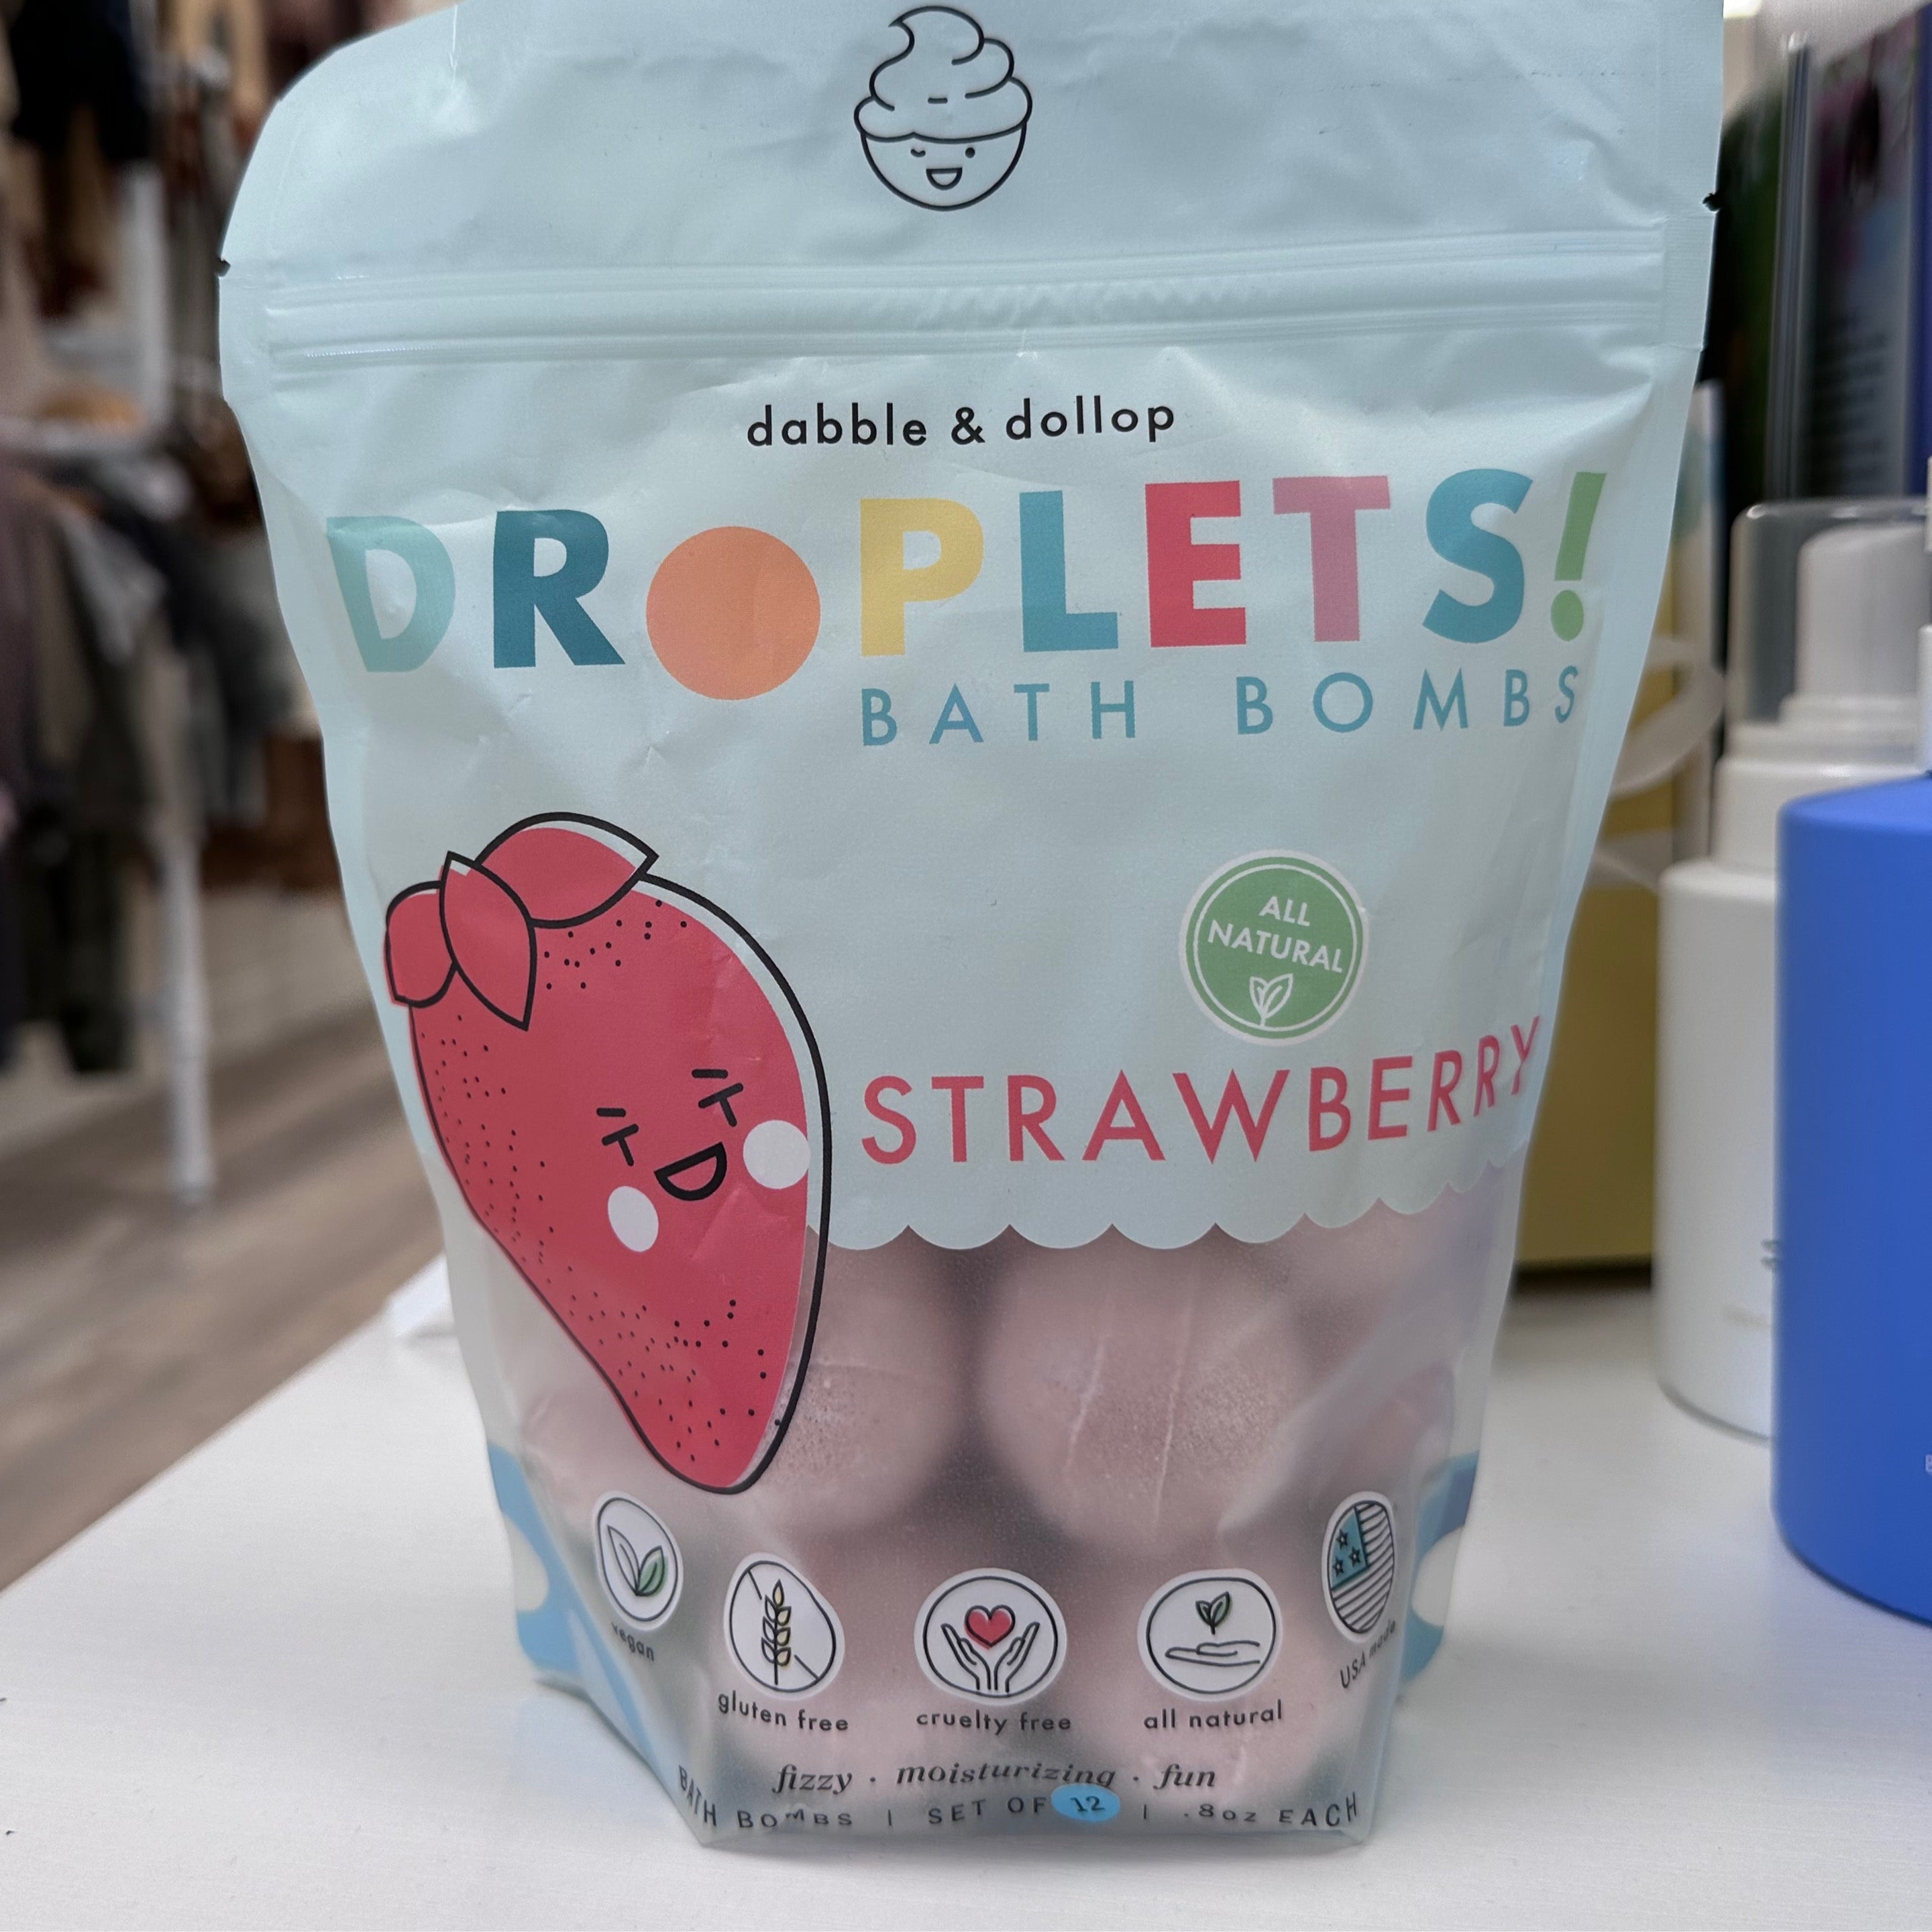 dabble & dollop
DROPLETS!
BATH BOMBS
ALL
NATURAL
STRAWBERRY
vegan
gluten free
cruelty free
all natural
USA made
fizzy · moisturizing · fun
BATH BOMBS | SET OF 12 | .8oz EACH